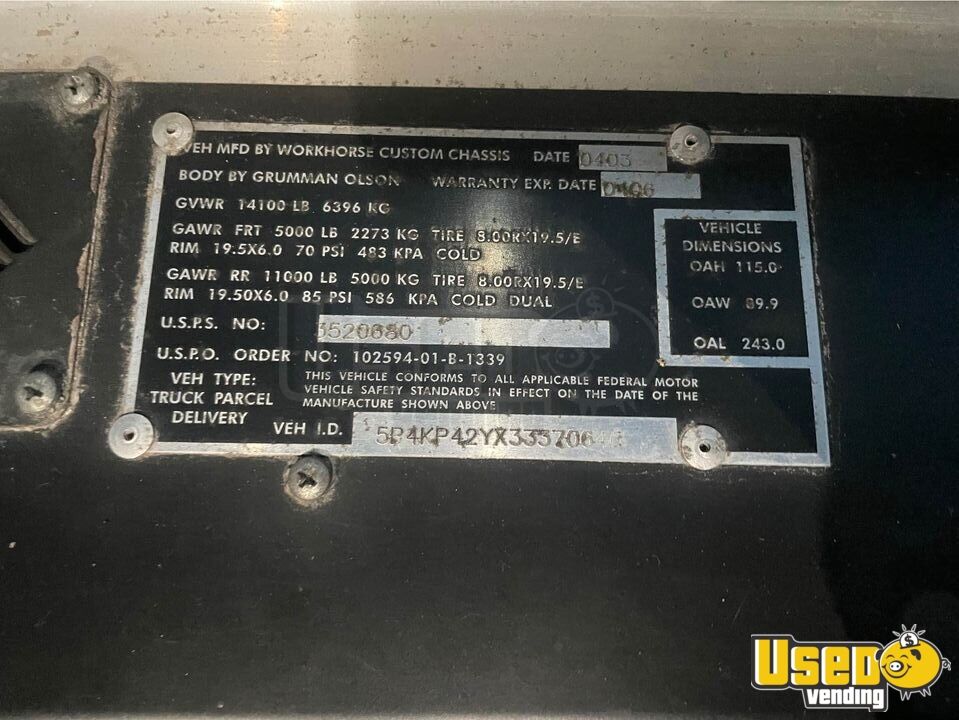 VEH MFD BY WORKHORSE CUSTOM CHASSIS DATE 0403
BODY BY GRUMMAN OLSON WARRANTY EXP. DATE 0406
GVWR 14100 LB 6396 KG
GAWR FRT 5000 LB 2273 KG TIRE 8.00RX19.5/E
RIM 19.5X6.0 70 PSI 483 KPA COLD
GAWR RR 11000 LB 5000 KG TIRE 8.00RX19.5/E
RIM 19.50X6.0 85 PSI 586 KPA COLD DUAL
VEHICLE
DIMENSIONS
OAH 115.0
OAW 89.9
OAL 243.0
U.S.P.S. NO: 3520680
U.S.P.O. ORDER NO: 102594-01-B-1339
VEH TYPE:
TRUCK PARCEL
DELIVERY
THIS VEHICLE CONFORMS TO ALL APPLICABLE FEDERAL MOTOR
VEHICLE SAFETY STANDARDS IN EFFECT ON THE DATE OF THE
MANUFACTURE SHOWN ABOVE
VEH I.D.
USED
vending